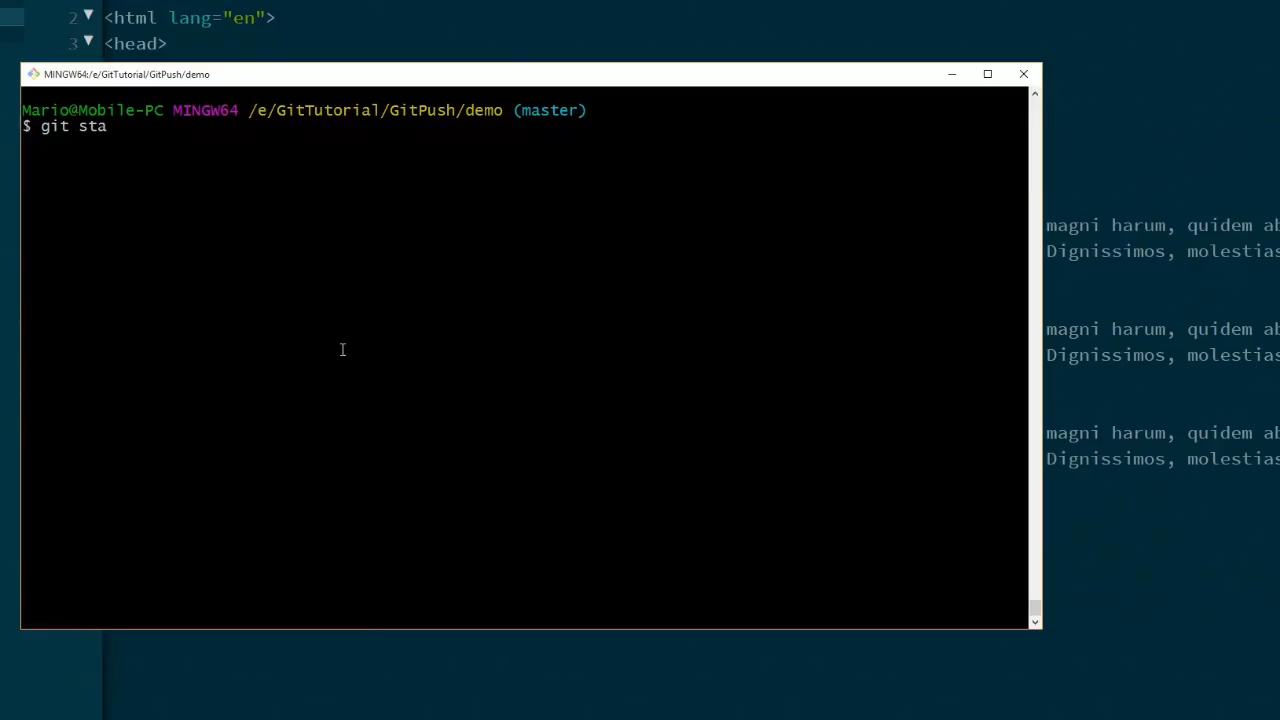 2 <html lang="en">
3 <head>
MINGW64:/e/GitTutorial/GitPush/demo
Mario@Mobile-PC MINGW64 /e/GitTutorial/GitPush/demo (master)
$ git sta
magni harum, quidem ab
Dignissimos, molestias
magni harum, quidem ab
Dignissimos, molestias
magni harum, quidem ab
Dignissimos, molestias